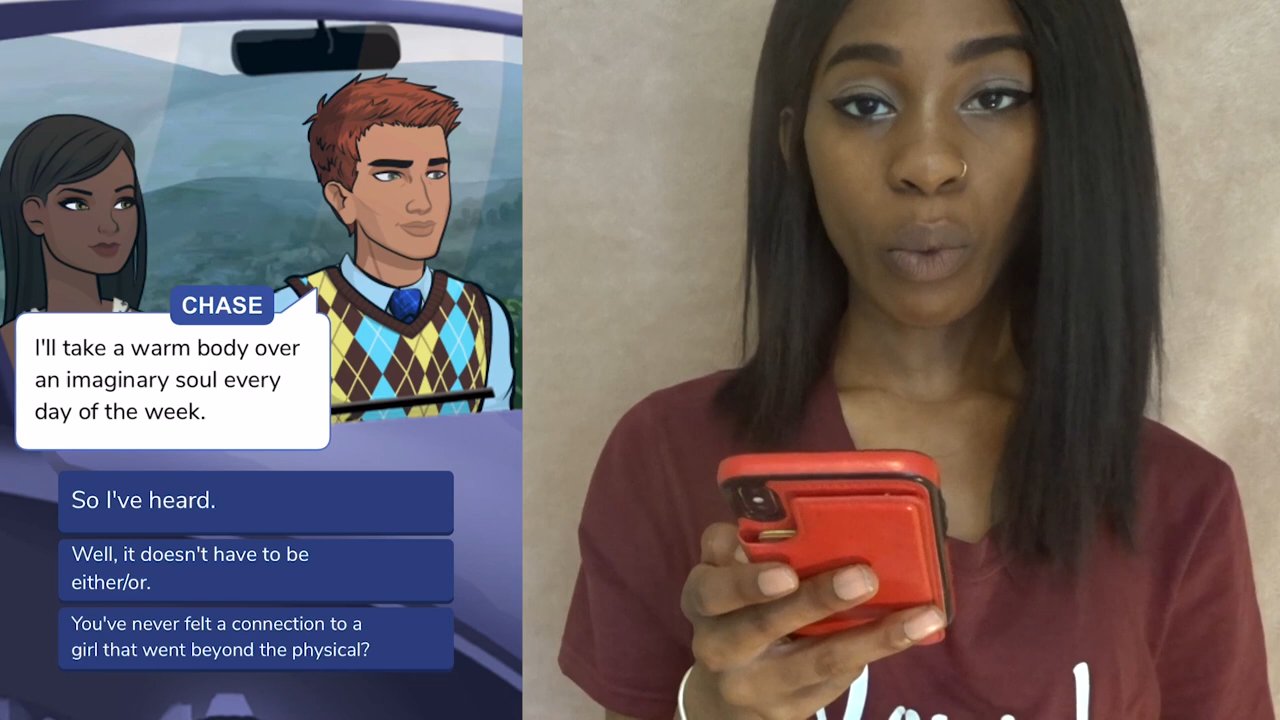 CHASE
I'll take a warm body over
an imaginary soul every
day of the week.
So I've heard.
Well, it doesn't have to be
either/or.
You've never felt a connection to a
girl that went beyond the physical?